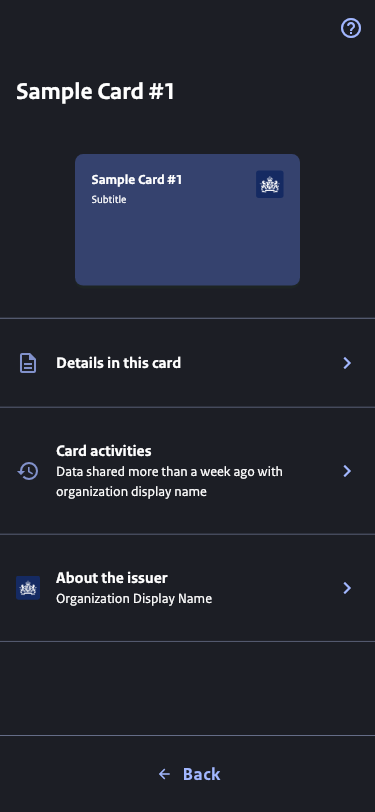 Sample Card #1
Sample Card #1
Subtitle
Details in this card
Card activities
Data shared more than a week ago with
organization display name
About the issuer
Organization Display Name
Back